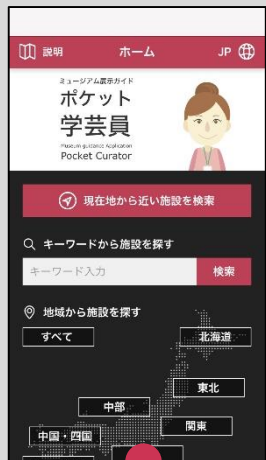 説明 ホーム JP
ミュージアム展示ガイド
ポケット
学芸員
Museum guidance Application
Pocket Curator
現在地から近い施設を検索
キーワードから施設を探す
キーワード入力 検索
地域から施設を探す
すべて 北海道
東北
中部
関東
中国・四国